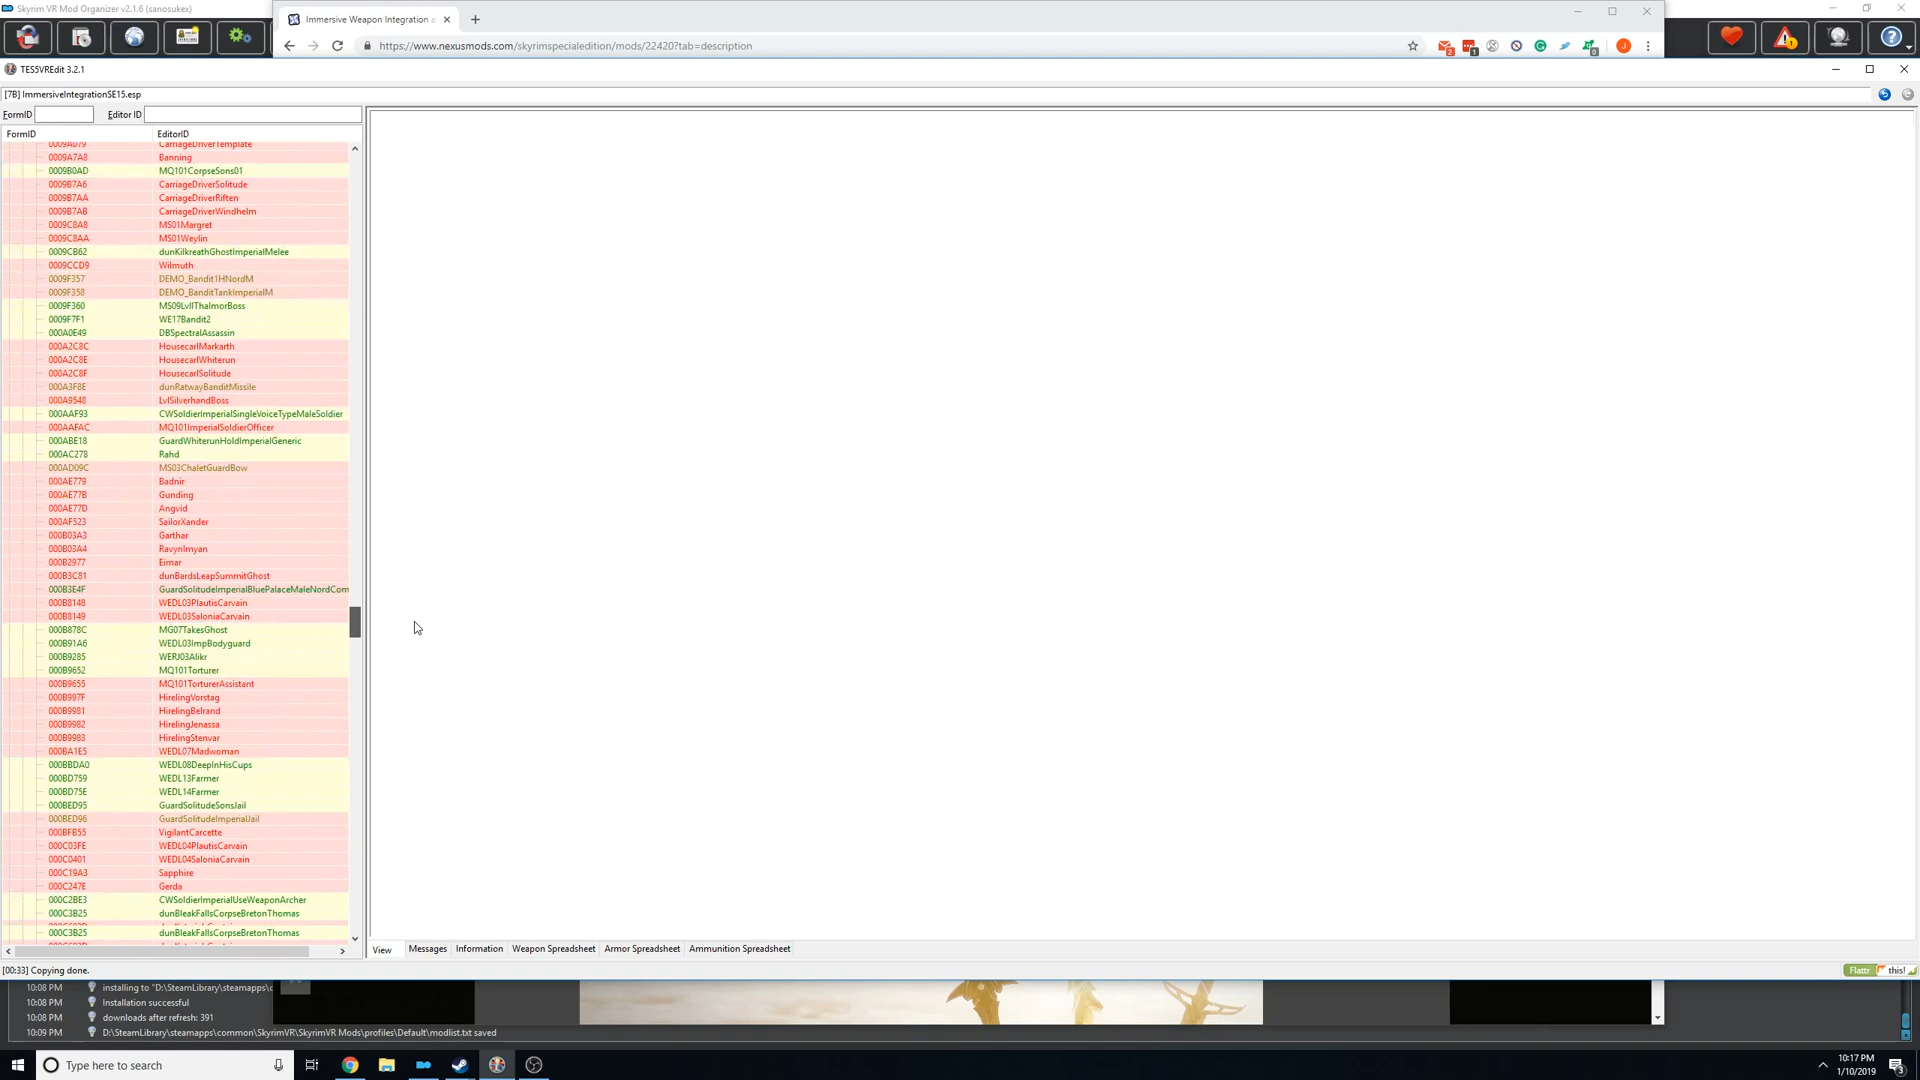 Skyrim VR Mod Organizer v2.1.6 (sanosukex)
Immersive Weapon Integration a
https://www.nexusmods.com/skyrimspecialedition/mods/22420?tab=description
TES5VREdit 3.2.1
[7B] ImmersiveIntegrationSE15.esp
FormID
Editor ID
FormID EditorID
0009A079 CarriageDriverTemplate
0009A7A8 Banning
0009B0AD MQ101CorpseSons01
0009B7A6 CarriageDriverSolitude
0009B7AA CarriageDriverRiften
0009B7AB CarriageDriverWindhelm
0009C8A8 MS01Margret
0009C8AA MS01Weylin
0009CB62 dunKilkreathGhostImperialMelee
0009CCD9 Wilmuth
0009F357 DEMO_Bandit1HNordM
0009F358 DEMO_BanditTankImperialM
0009F360 MS09LvlThalmorBoss
0009F7F1 WE17Bandit2
000A0E49 DBSpectralAssassin
000A2C8C HousecarlMarkarth
000A2C8E HousecarlWhiterun
000A2C8F HousecarlSolitude
000A3F8E dunRatwayBanditMissile
000A9548 LvlSilverhandBoss
000AAF93 CWSoldierImperialSingleVoiceTypeMaleSoldier
000AAFAC MQ101ImperialSoldierOfficer
000ABE18 GuardWhiterunHoldImperialGeneric
000AC278 Rahd
000AD09C MS03ChaletGuardBow
000AE779 Badnir
000AE77B Gunding
000AE77D Angvid
000AF523 SailorXander
000B03A3 Garthar
000B03A4 RavynImyan
000B2977 Eimar
000B3C81 dunBardsLeapSummitGhost
000B3E4F GuardSolitudeImperialBluePalaceMaleNordCom
000B8148 WEDL03PlautisCarvain
000B8149 WEDL03SaloniaCarvain
000B878C MG07TakesGhost
000B91A6 WEDL03ImpBodyguard
000B9285 WERJ03Alikr
000B9652 MQ101Torturer
000B9655 MQ101TorturerAssistant
000B997F HirelingVorstag
000B9981 HirelingBelrand
000B9982 HirelingJenassa
000B9983 HirelingStenvar
000BA1E5 WEDL07Madwoman
000BBDA0 WEDL08DeepInHisCups
000BD759 WEDL13Farmer
000BD75E WEDL14Farmer
000BED95 GuardSolitudeSonsJail
000BED96 GuardSolitudeImperialJail
000BFB55 VigilantCarcette
000C03FE WEDL04PlautisCarvain
000C0401 WEDL04SaloniaCarvain
000C19A3 Sapphire
000C247E Gerda
000C2BE3 CWSoldierImperialUseWeaponArcher
000C3B25 dunBleakFallsCorpseBretonThomas
000C3B25 dunBleakFallsCorpseBretonThomas
View Messages Information Weapon Spreadsheet Armor Spreadsheet Ammunition Spreadsheet
[00:33] Copying done.
Flattr this!
10:08 PM installing to "D:\SteamLibrary\steamapps\c
10:08 PM Installation successful
10:08 PM downloads after refresh: 391
10:09 PM D:\SteamLibrary\steamapps\common\SkyrimVR\SkyrimVR Mods\profiles\Default\modlist.txt saved
Type here to search
10:17 PM
1/10/2019
3